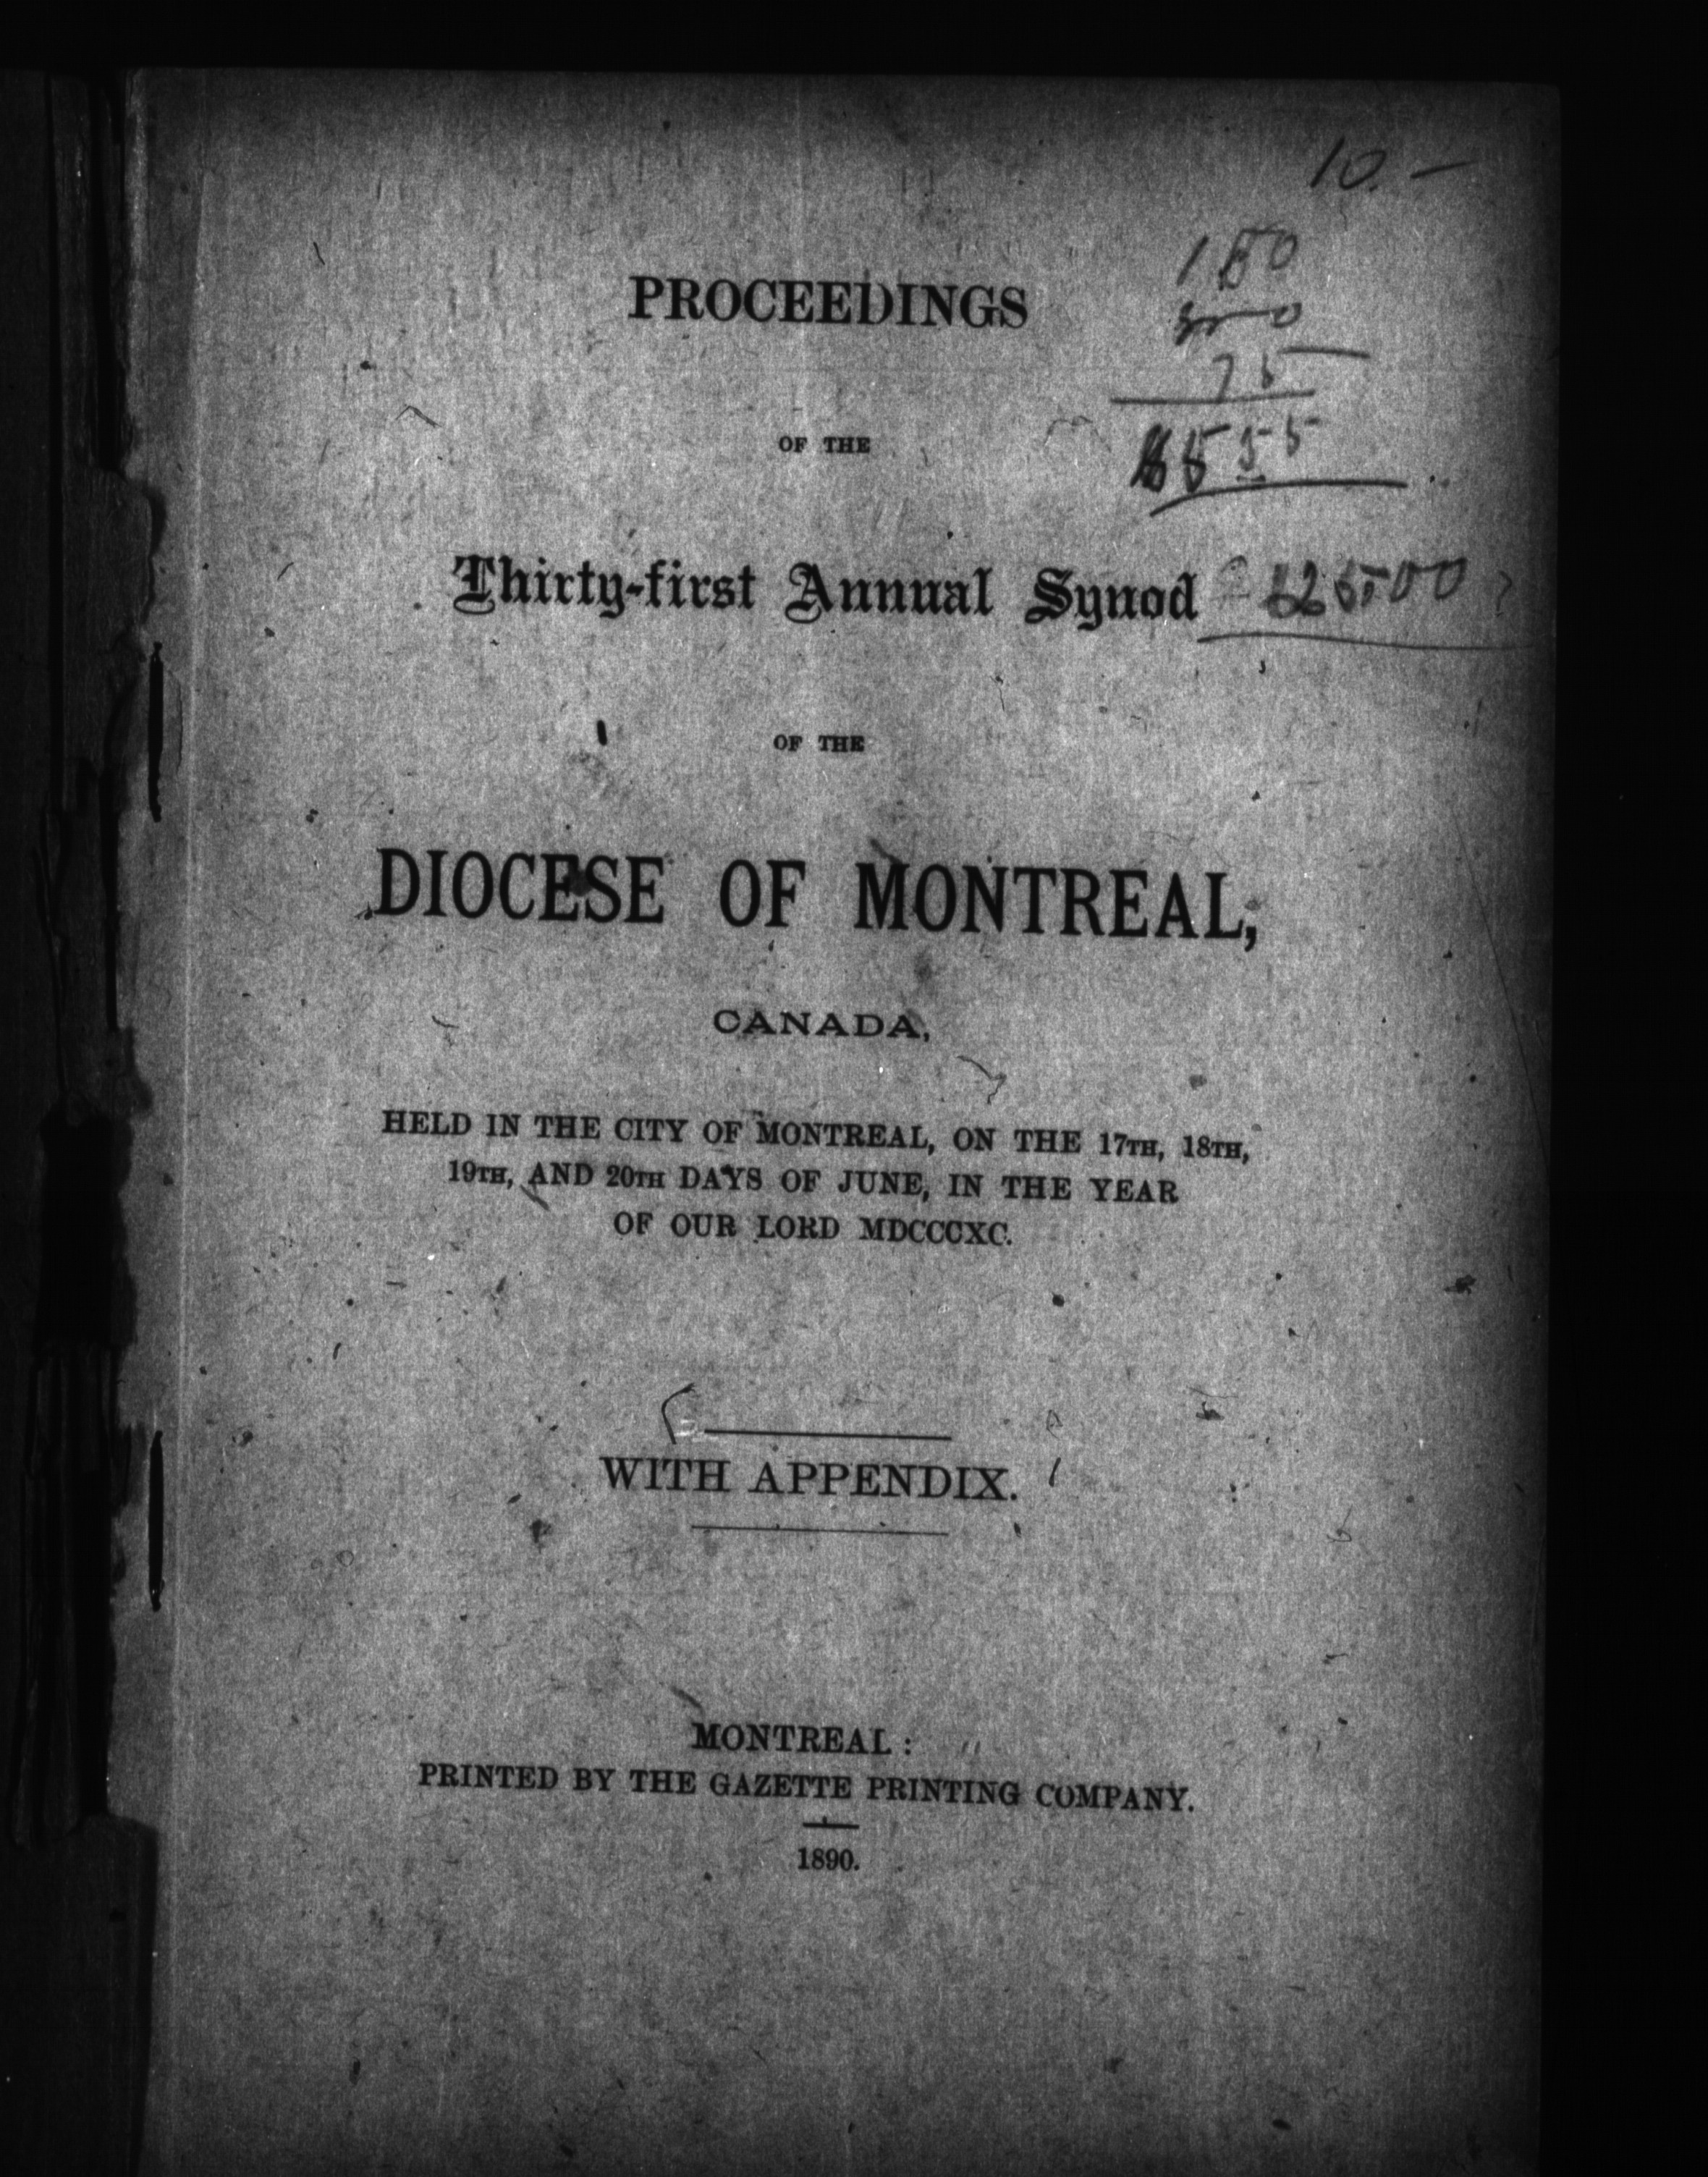 10. —
150
PROCEEDINGS
75
OF THE
Thirty-first Annual Synod
OF THE
DIOCESE OF MONTREAL,
CANADA,
HELD IN THE CITY OF MONTREAL, ON THE 17TH, 18TH,
19TH, AND 20TH DAYS OF JUNE, IN THE YEAR
OF OUR LORD MDCCCXC.
WITH APPENDIX.
MONTREAL :
PRINTED BY THE GAZETTE PRINTING COMPANY.
1890.